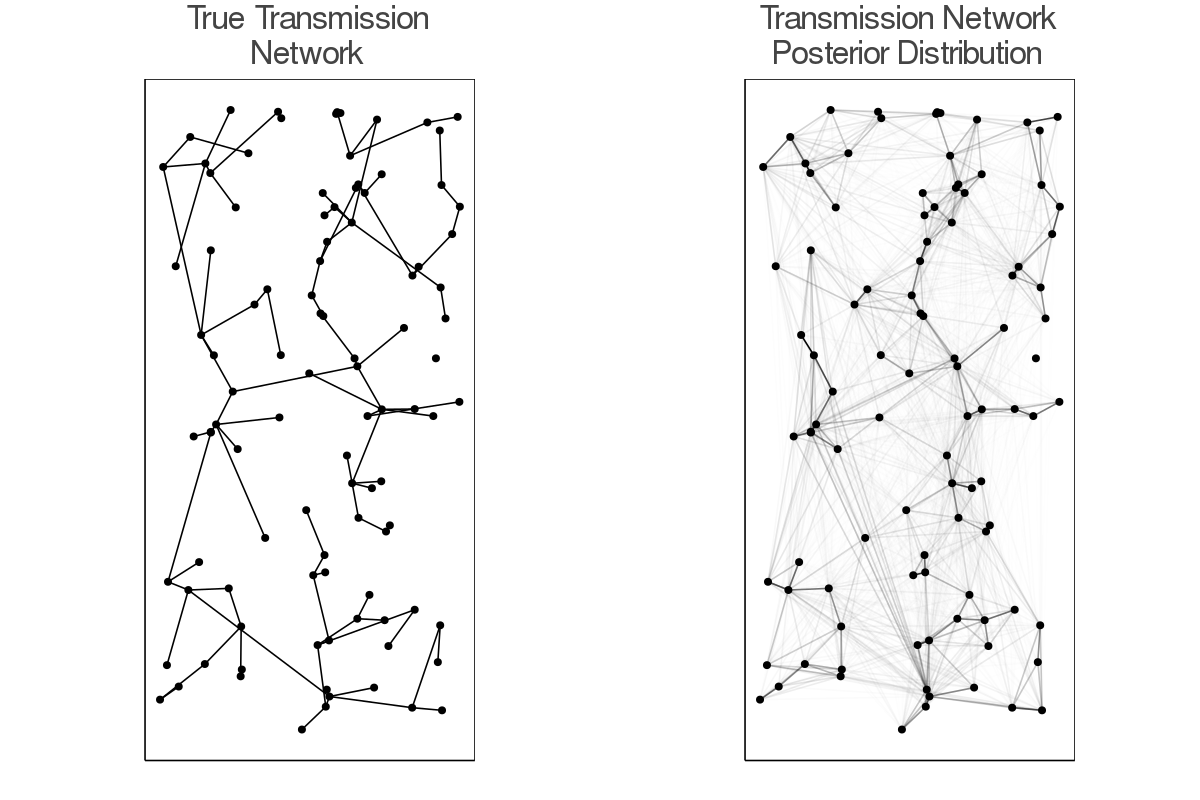 True Transmission
Network
Transmission Network
Posterior Distribution